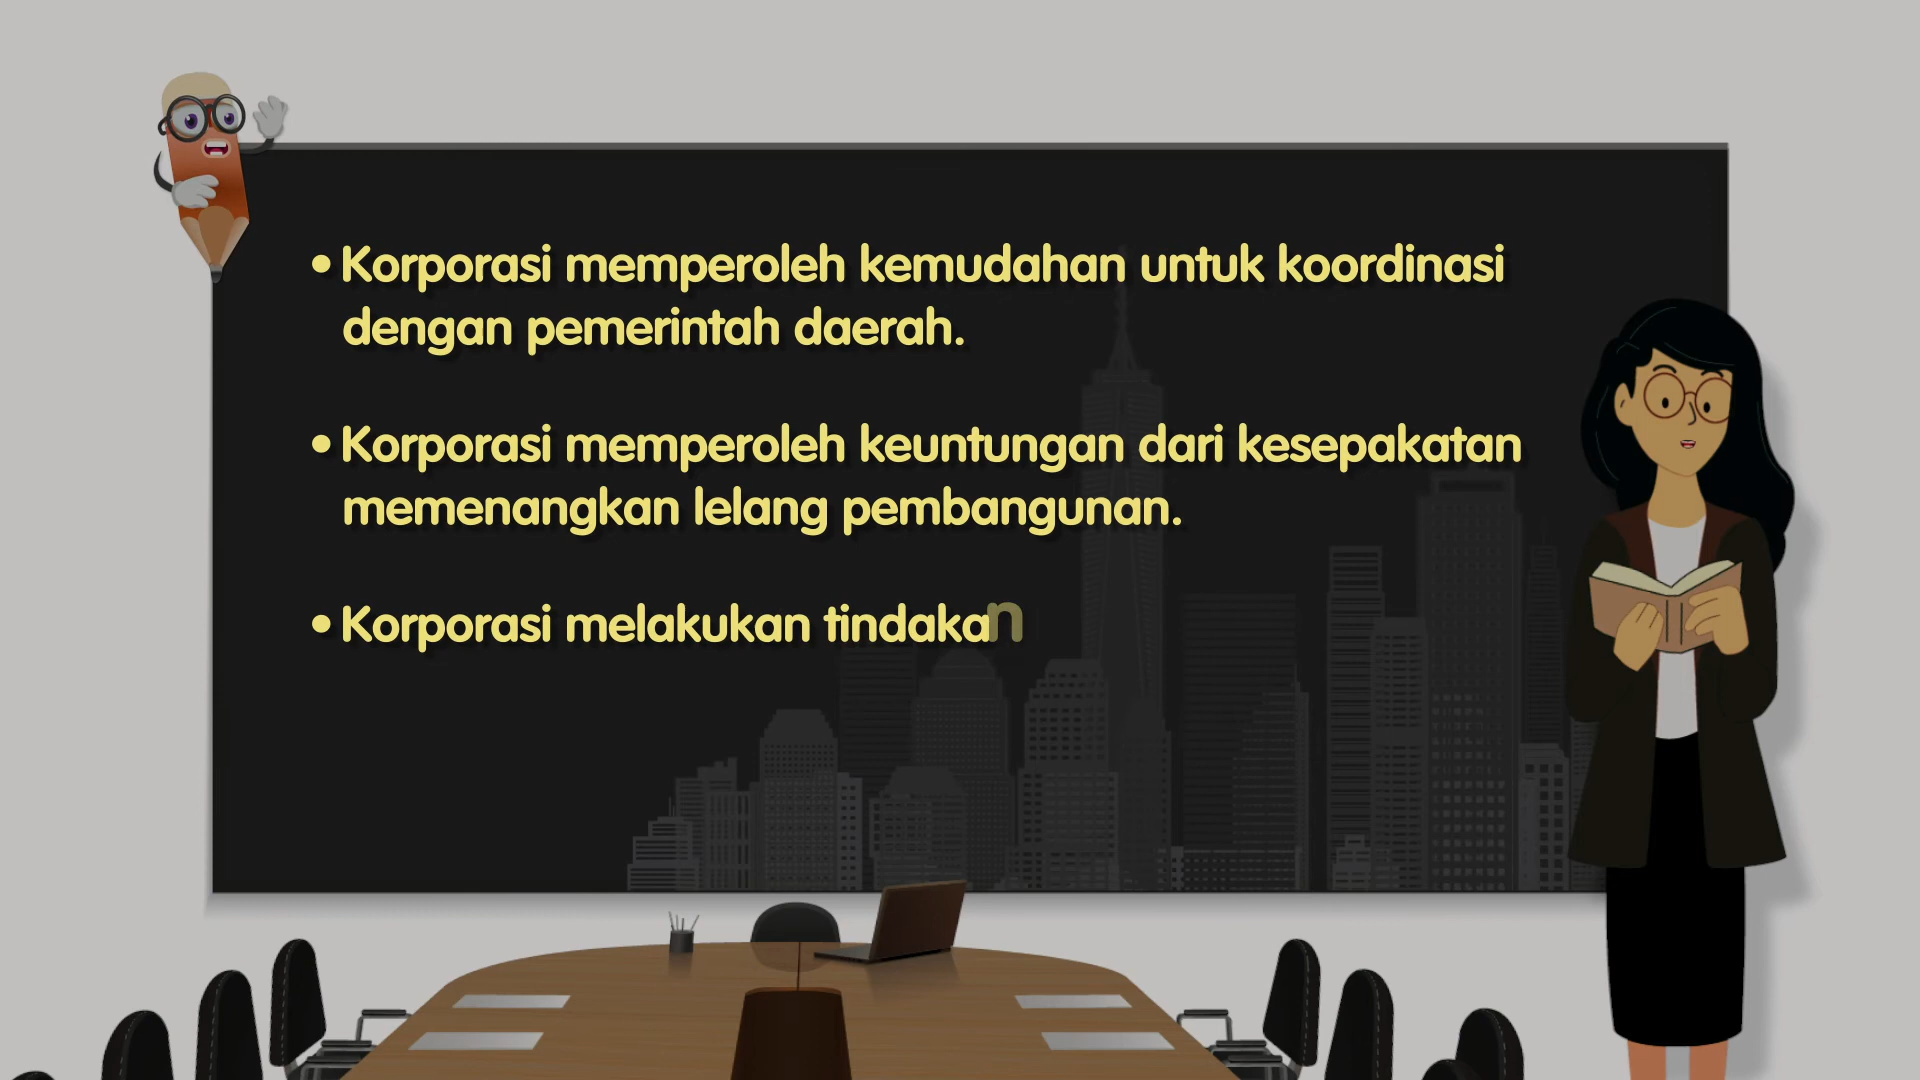 • Korporasi memperoleh kemudahan untuk koordinasi
dengan pemerintah daerah.
• Korporasi memperoleh keuntungan dari kesepakatan
memenangkan lelang pembangunan.
• Korporasi melakukan tindakan